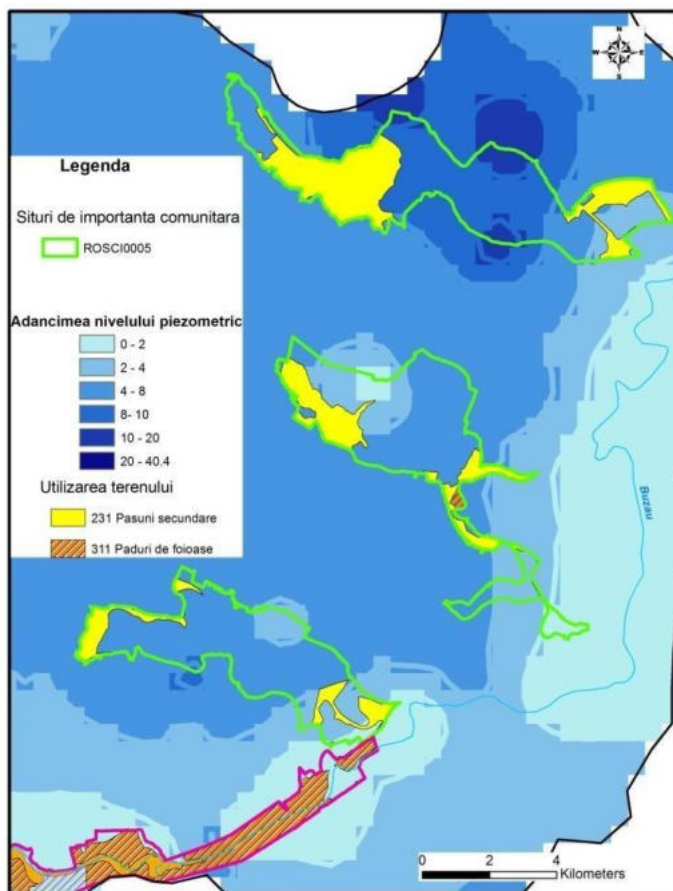 N
W E
S
Legenda
Situri de importanta comunitara
ROSCI0005
Adancimea nivelului piezometric
0 - 2
2 - 4
4 - 8
8- 10
10 - 20
20 - 40.4
Utilizarea terenului
231 Pasuni secundare
311 Paduri de foioase
Buzau
0 2 4
Kilometers